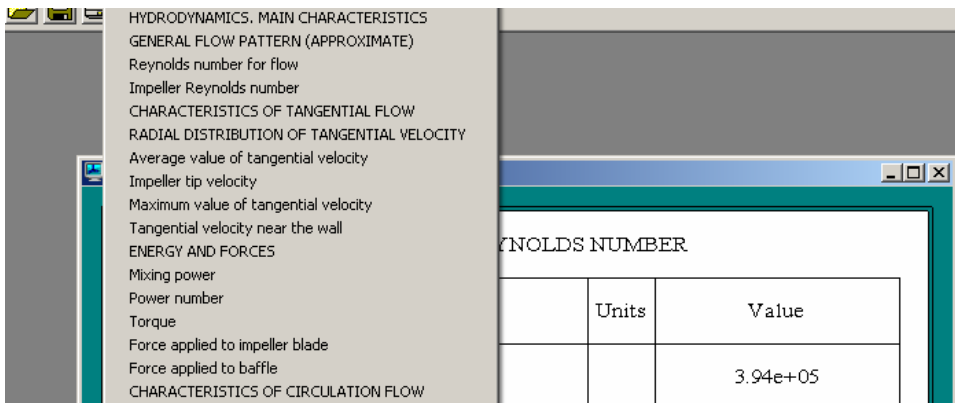 HYDRODYNAMICS. MAIN CHARACTERISTICS
GENERAL FLOW PATTERN (APPROXIMATE)
Reynolds number for flow
Impeller Reynolds number
CHARACTERISTICS OF TANGENTIAL FLOW
RADIAL DISTRIBUTION OF TANGENTIAL VELOCITY
Average value of tangential velocity
Impeller tip velocity
Maximum value of tangential velocity
Tangential velocity near the wall
ENERGY AND FORCES
Mixing power
Power number
Torque
Force applied to impeller blade
Force applied to baffle
CHARACTERISTICS OF CIRCULATION FLOW
YNOLDS NUMBER
Units Value
3.94e+05